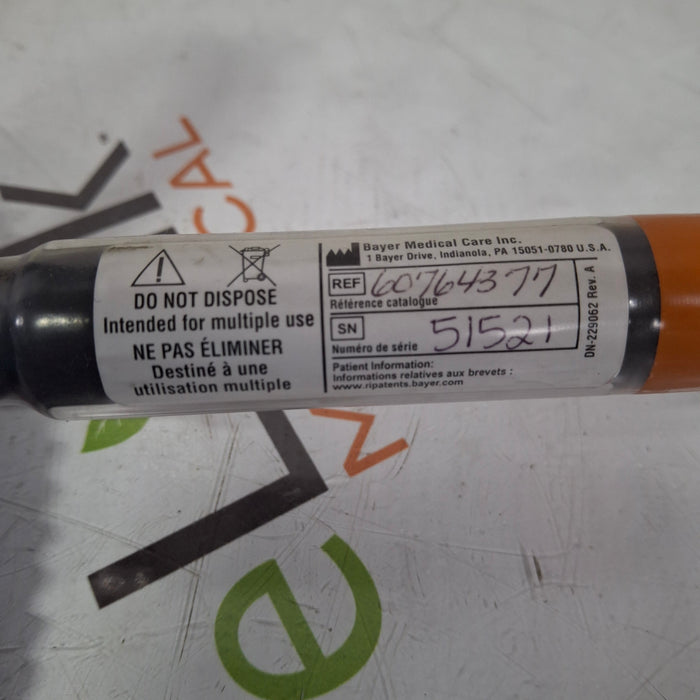 DO NOT DISPOSE
Intended for multiple use
NE PAS ÉLIMINER
Destiné à une
utilisation multiple
Bayer Medical Care Inc.
1 Bayer Drive, Indianola, PA 15051-0780 U.S.A.
REF 60764377
Référence catalogue
SN 51521
Numéro de série
Patient Information:
Informations relatives aux brevets :
www.ripatents.bayer.com
DN-229062 Rev. A